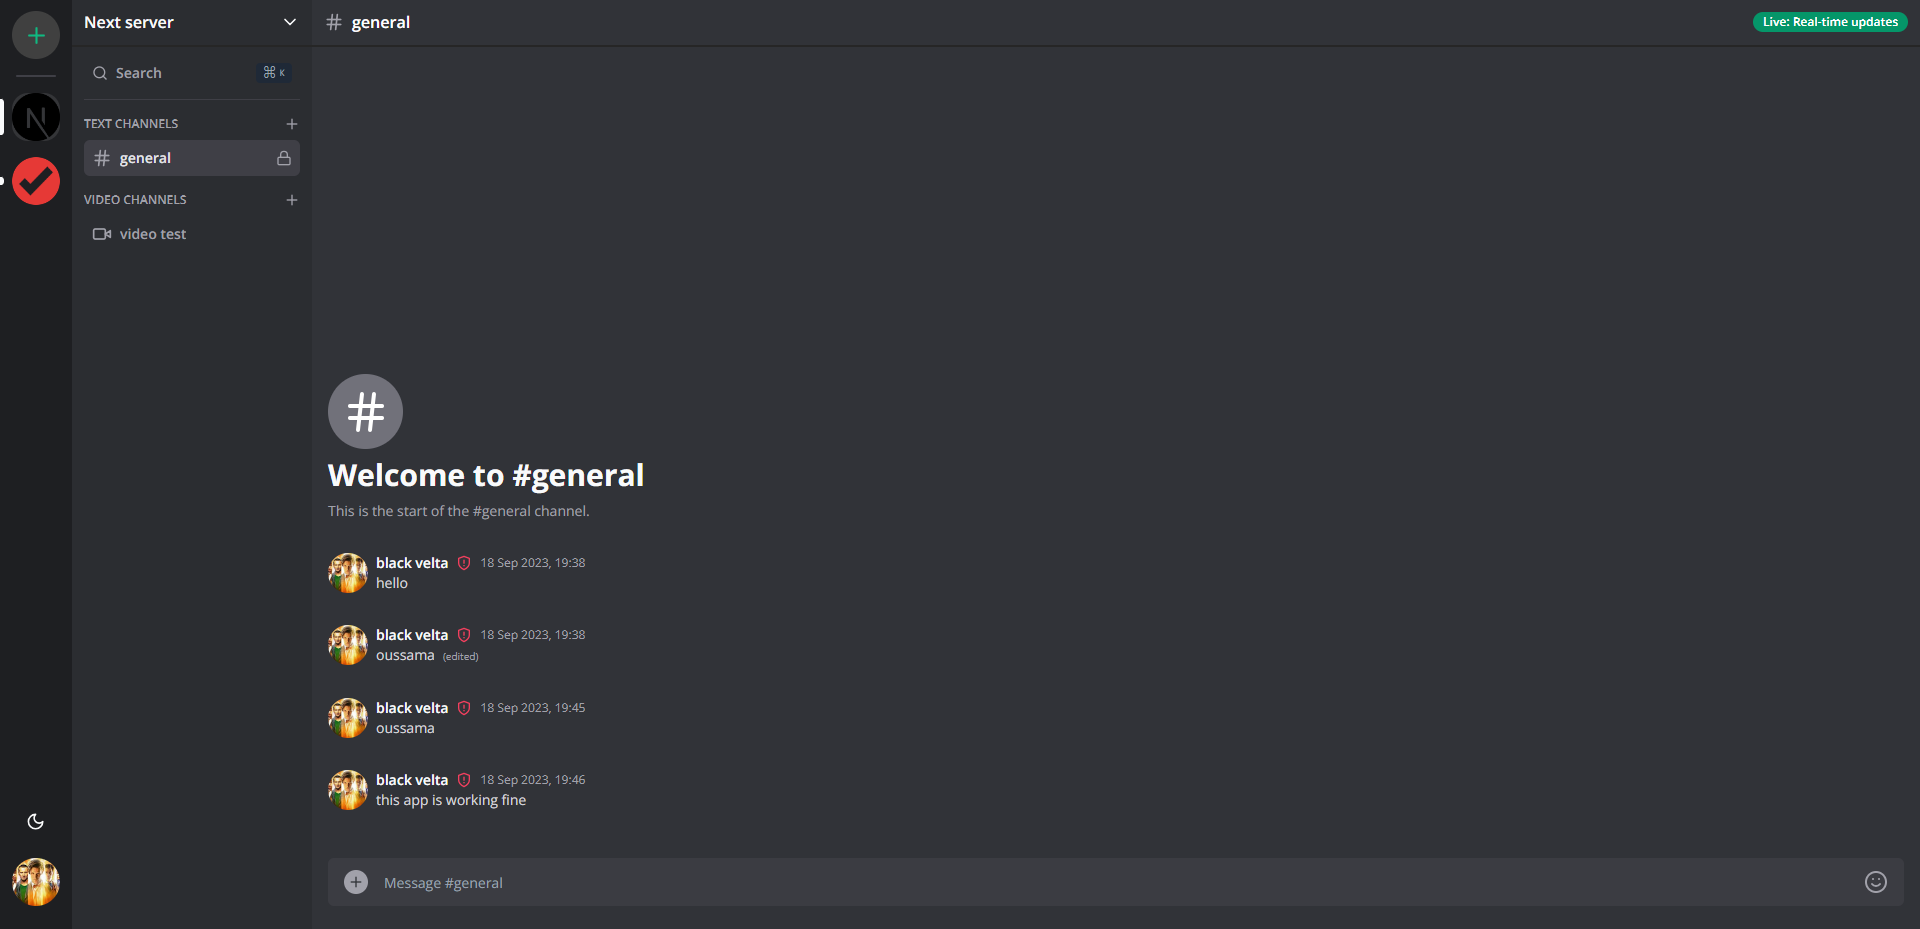 Next server
Search
⌘ K
TEXT CHANNELS
general
VIDEO CHANNELS
video test
# general
Live: Real-time updates
N
#
Welcome to #general
This is the start of the #general channel.
black velta 18 Sep 2023, 19:38
hello
black velta 18 Sep 2023, 19:38
oussama (edited)
black velta 18 Sep 2023, 19:45
oussama
black velta 18 Sep 2023, 19:46
this app is working fine
Message #general